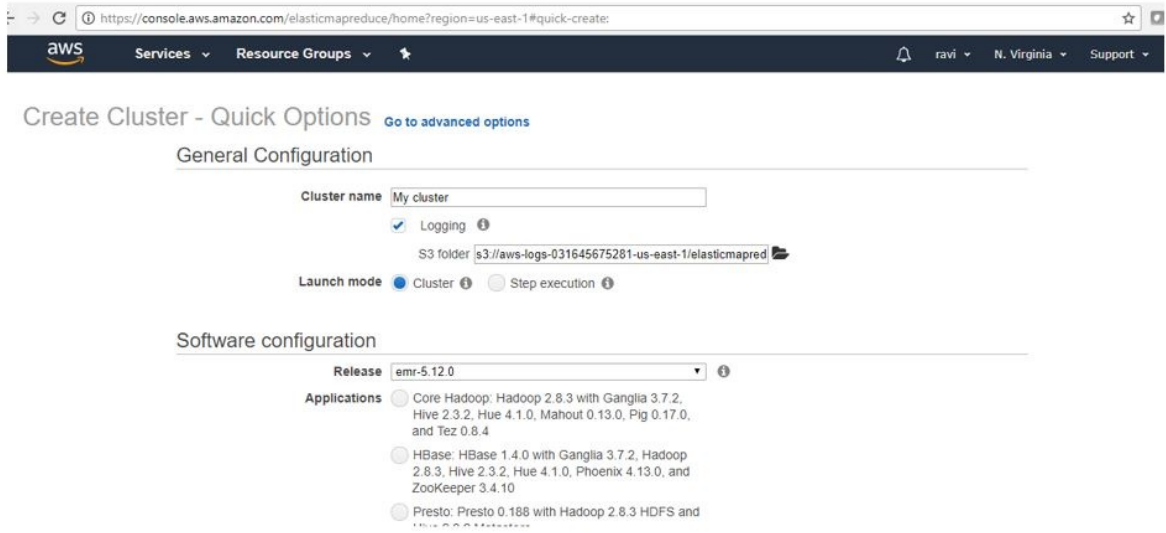 https://console.aws.amazon.com/elasticmapreduce/home?region=us-east-1#quick-create:
aws Services Resource Groups ravi N. Virginia Support
Create Cluster - Quick Options Go to advanced options
General Configuration
Cluster name My cluster
Logging
S3 folder s3://aws-logs-031645675281-us-east-1/elasticmapred
Launch mode Cluster Step execution
Software configuration
Release emr-5.12.0
Applications Core Hadoop: Hadoop 2.8.3 with Ganglia 3.7.2,
Hive 2.3.2, Hue 4.1.0, Mahout 0.13.0, Pig 0.17.0,
and Tez 0.8.4
HBase: HBase 1.4.0 with Ganglia 3.7.2, Hadoop
2.8.3, Hive 2.3.2, Hue 4.1.0, Phoenix 4.13.0, and
ZooKeeper 3.4.10
Presto: Presto 0.188 with Hadoop 2.8.3 HDFS and